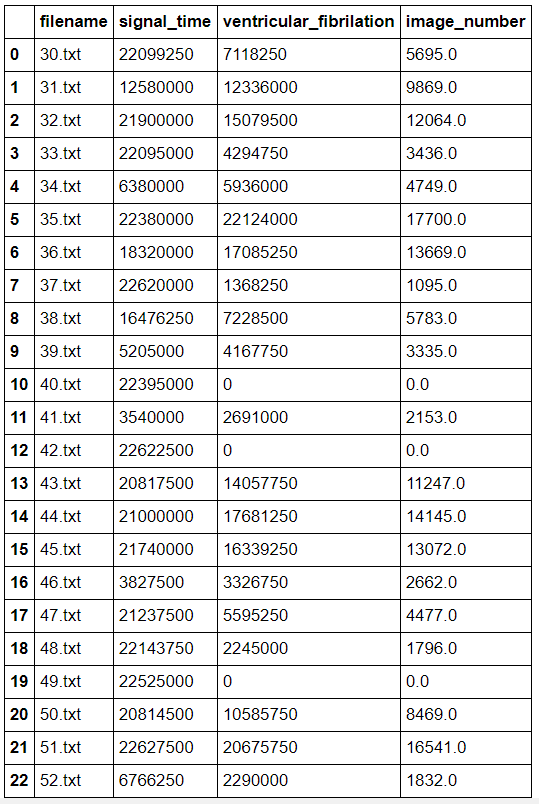 filename signal_time ventricular_fibrilation image_number
0 30.txt 22099250 7118250 5695.0
1 31.txt 12580000 12336000 9869.0
2 32.txt 21900000 15079500 12064.0
3 33.txt 22095000 4294750 3436.0
4 34.txt 6380000 5936000 4749.0
5 35.txt 22380000 22124000 17700.0
6 36.txt 18320000 17085250 13669.0
7 37.txt 22620000 1368250 1095.0
8 38.txt 16476250 7228500 5783.0
9 39.txt 5205000 4167750 3335.0
10 40.txt 22395000 0 0.0
11 41.txt 3540000 2691000 2153.0
12 42.txt 22622500 0 0.0
13 43.txt 20817500 14057750 11247.0
14 44.txt 21000000 17681250 14145.0
15 45.txt 21740000 16339250 13072.0
16 46.txt 3827500 3326750 2662.0
17 47.txt 21237500 5595250 4477.0
18 48.txt 22143750 2245000 1796.0
19 49.txt 22525000 0 0.0
20 50.txt 20814500 10585750 8469.0
21 51.txt 22627500 20675750 16541.0
22 52.txt 6766250 2290000 1832.0